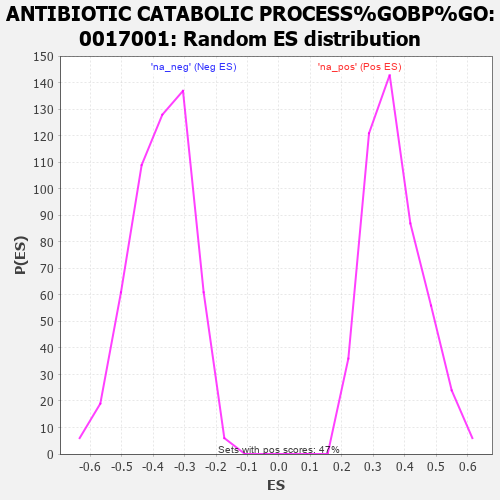 ANTIBIOTIC CATABOLIC PROCESS%GOBP%GO:
0017001: Random ES distribution
'na_neg' (Neg ES)
'na_pos' (Pos ES)
150
140
130
120
110
100
90
80
70
60
50
40
30
20
10
0
P(ES)
Sets with pos scores: 47%
-0.6 -0.5 -0.4 -0.3 -0.2 -0.1 0.0 0.1 0.2 0.3 0.4 0.5 0.6
ES